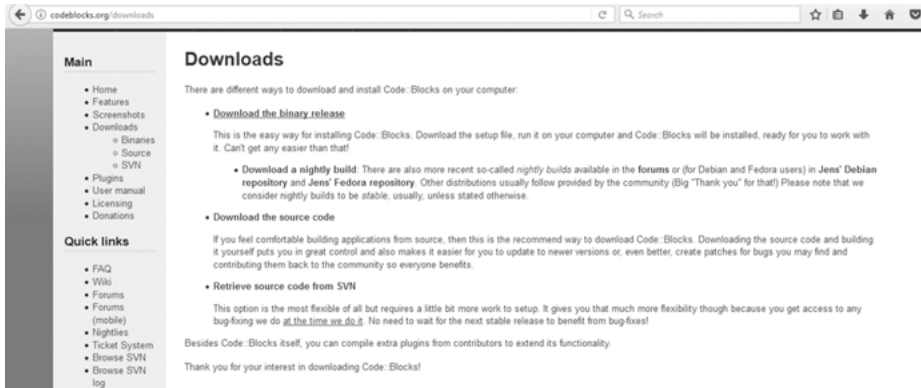 codeblocks.org/downloads
Search
Main
Home
Features
Screenshots
Downloads
Binaries
Source
SVN
Plugins
User manual
Licensing
Donations
Quick links
FAQ
Wiki
Forums
Forums
(mobile)
Nightlies
Ticket System
Browse SVN
Browse SVN
log
Downloads
There are different ways to download and install Code::Blocks on your computer:
Download the binary release
This is the easy way for installing Code::Blocks. Download the setup file, run it on your computer and Code::Blocks will be installed, ready for you to work with
it. Can't get any easier than that!
Download a nightly build: There are also more recent so-called nightly builds available in the forums or (for Debian and Fedora users) in Jens' Debian
repository and Jens' Fedora repository. Other distributions usually follow provided by the community (Big "Thank you" for that!) Please note that we
consider nightly builds to be stable, usually, unless stated otherwise.
Download the source code
If you feel comfortable building applications from source, then this is the recommend way to download Code::Blocks. Downloading the source code and building
it yourself puts you in great control and also makes it easier for you to update to newer versions or, even better, create patches for bugs you may find and
contributing them back to the community so everyone benefits.
Retrieve source code from SVN
This option is the most flexible of all but requires a little bit more work to setup. It gives you that much more flexibility though because you get access to any
bug-fixing we do at the time we do it. No need to wait for the next stable release to benefit from bug-fixes!
Besides Code::Blocks itself, you can compile extra plugins from contributors to extend its functionality.
Thank you for your interest in downloading Code::Blocks!